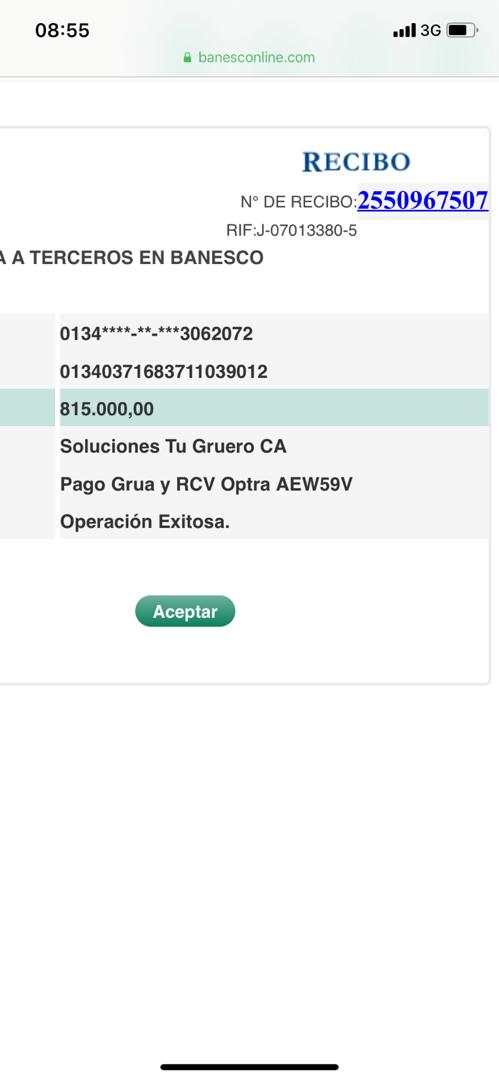 08:55
3G
banesconline.com
RECIBO
N° DE RECIBO:2550967507
RIF:J-07013380-5
A A TERCEROS EN BANESCO
0134****-**-***3062072
01340371683711039012
815.000,00
Soluciones Tu Gruero CA
Pago Grua y RCV Optra AEW59V
Operación Exitosa.
Aceptar